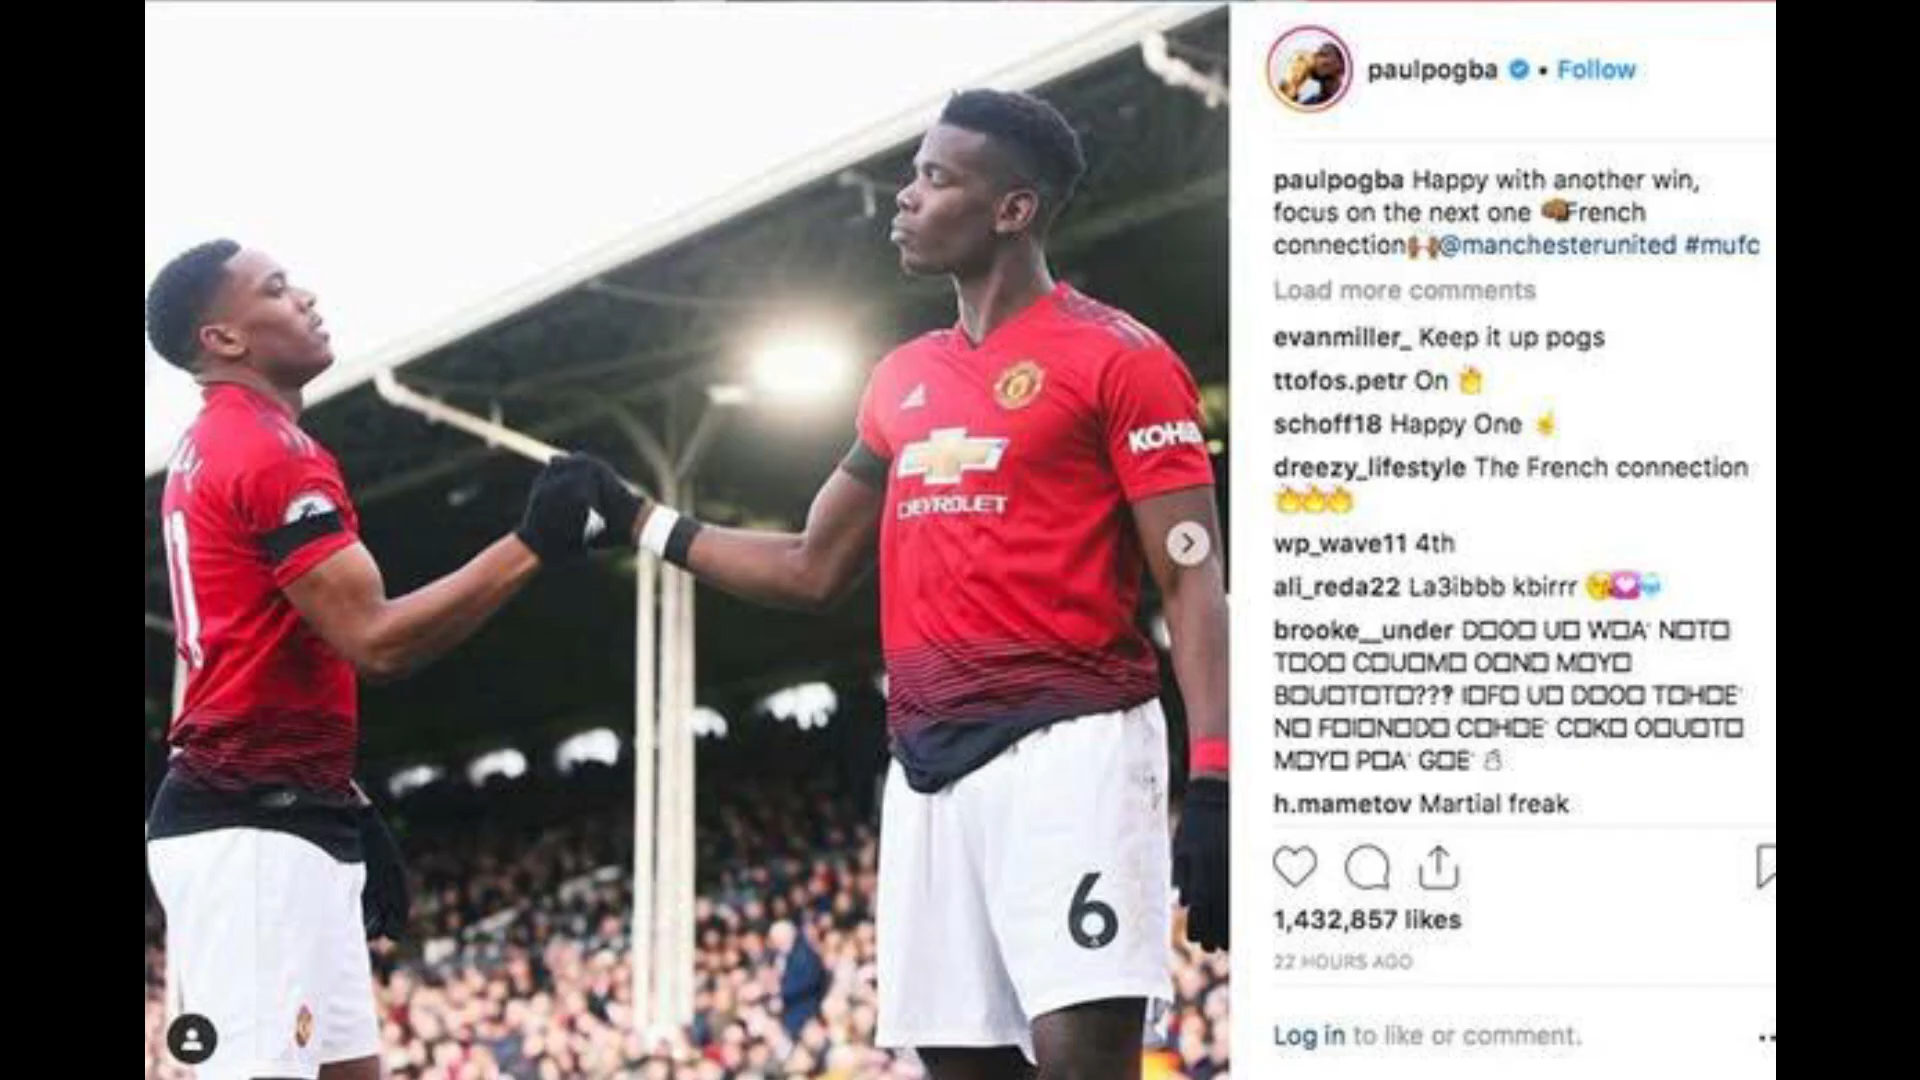 paulpogba • Follow
paulpogba Happy with another win,
focus on the next one 👊🏾French
connection🙌🏾@manchesterunited #mufc
Load more comments
evanmiller_ Keep it up pogs
ttofos.petr On 🔥
schoff18 Happy One ☝
dreezy_lifestyle The French connection
🔥🔥🔥
wp_wave11 4th
ali_reda22 La3ibbb kbirrr
brooke__under D□O□ U□ W□A' N□T□
T□O□ C□U□M□ O□N□ M□Y□
B□U□T□T□??? I□F□ U□ D□O□ T□H□E'
N□ F□I□N□D□ C□H□E' C□K□ O□U□T□
M□Y□ P□A' G□E'
h.mametov Martial freak
1,432,857 likes
22 HOURS AGO
Log in to like or comment.
CHEVROLET
KOHL
11
6